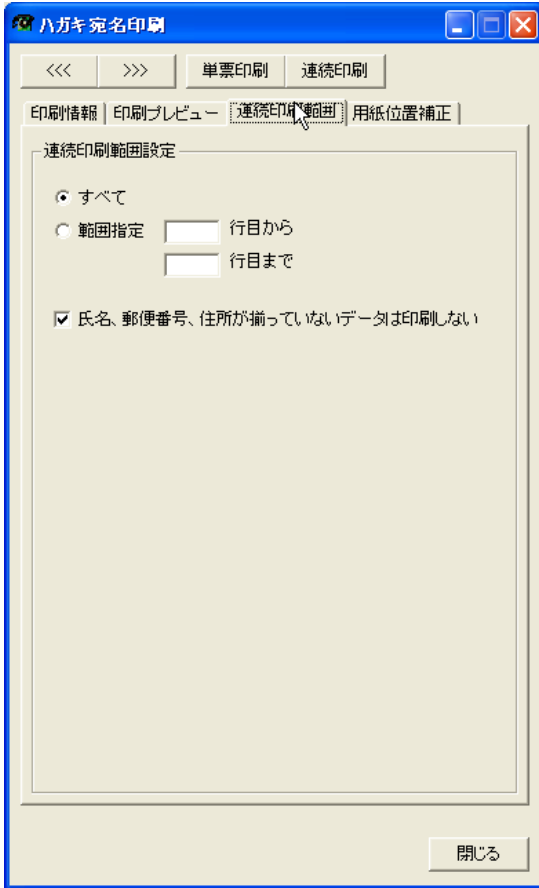 ハガキ宛名印刷
<<< >>> 単票印刷 連続印刷
印刷情報 印刷プレビュー 連続印刷範囲 用紙位置補正
連続印刷範囲設定
すべて
範囲指定 行目から
行目まで
氏名、郵便番号、住所が揃っていないデータは印刷しない
閉じる